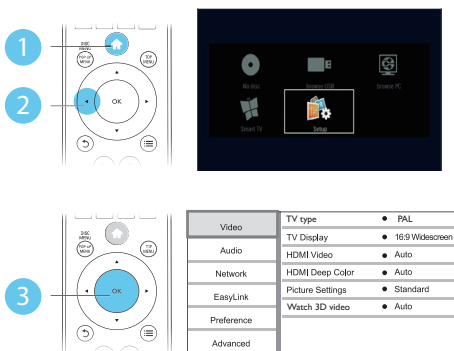 1
DISC
MENU
POP-UP
MENU
TOP
MENU
2
OK
No disc
browse USB
browse PC
Smart TV
Setup
DISC
MENU
POP-UP
MENU
TOP
MENU
3
OK
Video
Audio
Network
EasyLink
Preference
Advanced
TV type ● PAL
TV Display ● 16:9 Widescreen
HDMI Video ● Auto
HDMI Deep Color ● Auto
Picture Settings ● Standard
Watch 3D video ● Auto